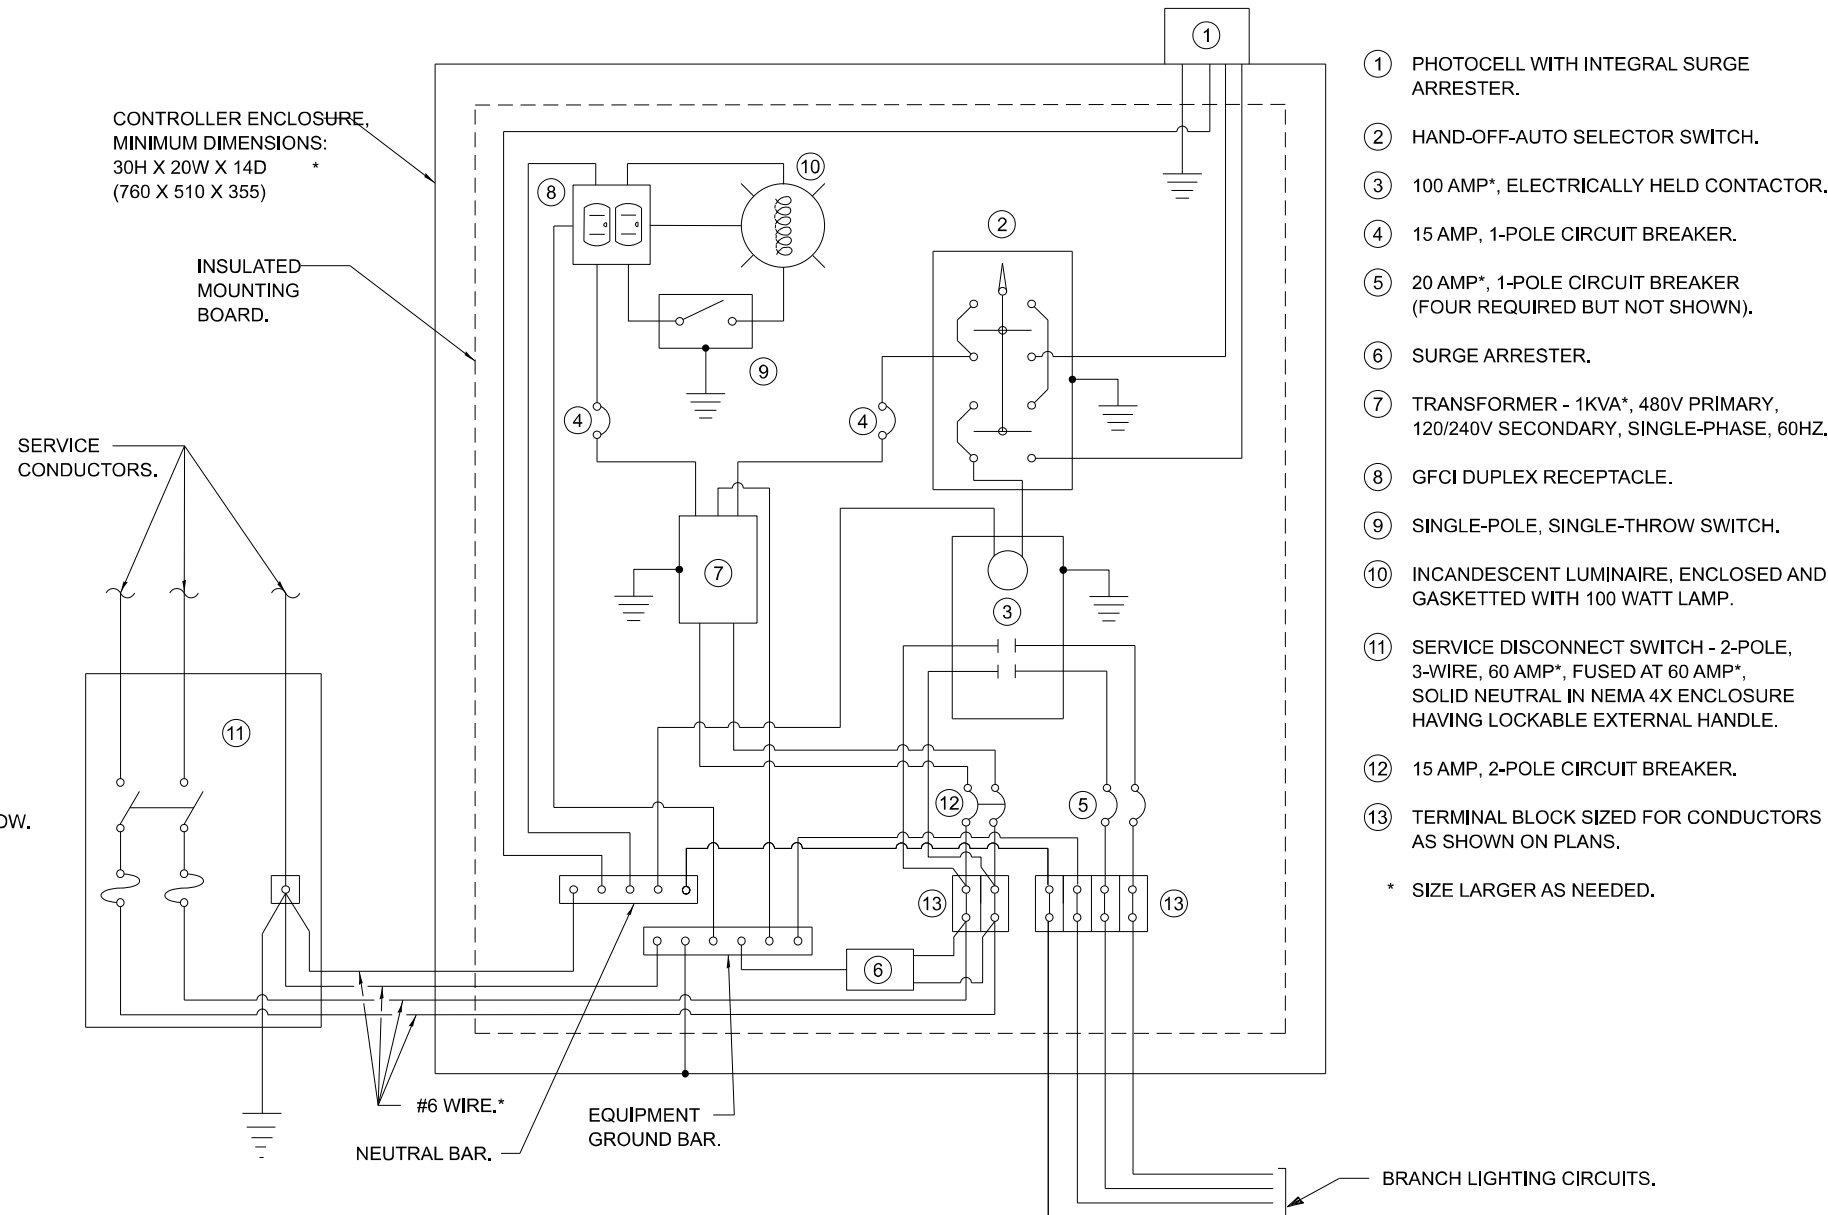 CONTROLLER ENCLOSURE,
MINIMUM DIMENSIONS:
30H X 20W X 14D *
(760 X 510 X 355)
INSULATED
MOUNTING
BOARD.
SERVICE
CONDUCTORS.
OW.
#6 WIRE.*
NEUTRAL BAR.
EQUIPMENT
GROUND BAR.
BRANCH LIGHTING CIRCUITS.
1
8
10
2
9
4
4
7
3
11
12
5
13
13
6
1 PHOTOCELL WITH INTEGRAL SURGE
ARRESTER.
2 HAND-OFF-AUTO SELECTOR SWITCH.
3 100 AMP*, ELECTRICALLY HELD CONTACTOR.
4 15 AMP, 1-POLE CIRCUIT BREAKER.
5 20 AMP*, 1-POLE CIRCUIT BREAKER
(FOUR REQUIRED BUT NOT SHOWN).
6 SURGE ARRESTER.
7 TRANSFORMER - 1KVA*, 480V PRIMARY,
120/240V SECONDARY, SINGLE-PHASE, 60HZ.
8 GFCI DUPLEX RECEPTACLE.
9 SINGLE-POLE, SINGLE-THROW SWITCH.
10 INCANDESCENT LUMINAIRE, ENCLOSED AND
GASKETTED WITH 100 WATT LAMP.
11 SERVICE DISCONNECT SWITCH - 2-POLE,
3-WIRE, 60 AMP*, FUSED AT 60 AMP*,
SOLID NEUTRAL IN NEMA 4X ENCLOSURE
HAVING LOCKABLE EXTERNAL HANDLE.
12 15 AMP, 2-POLE CIRCUIT BREAKER.
13 TERMINAL BLOCK SIZED FOR CONDUCTORS
AS SHOWN ON PLANS.
* SIZE LARGER AS NEEDED.